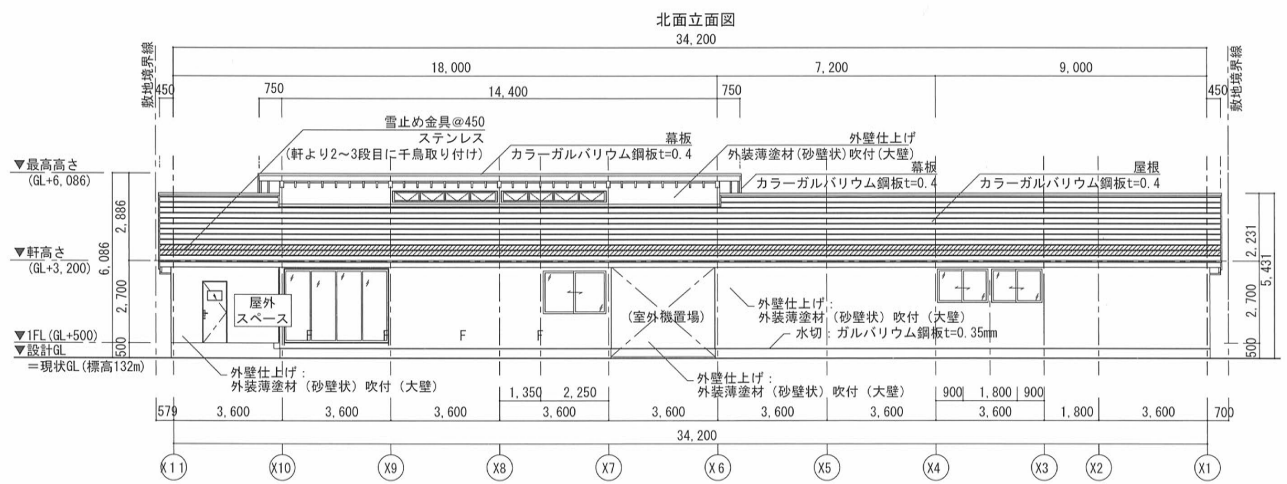 北面立面図
34,200
敷地境界線
敷地境界線
18,000
7,200
9,000
450
750
14,400
750
450
雪止め金具@450
ステンレス
(軒より2～3段目に千鳥取り付け)
幕板
カラーガルバリウム鋼板t=0.4
外壁仕上げ
外装薄塗材(砂壁状)吹付(大壁)
幕板
カラーガルバリウム鋼板t=0.4
屋根
カラーガルバリウム鋼板t=0.4
▼最高高さ
(GL+6,086)
2,886
6,086
▼軒高さ
(GL+3,200)
2,231
5,431
2,700
2,700
屋外
スペース
(室外機置場)
外壁仕上げ：
外装薄塗材（砂壁状）吹付（大壁）
水切：ガルバリウム鋼板t=0.35mm
F
F
F
F
▼1FL(GL+500)
500
500
▼設計GL
＝現状GL(標高132m)
外壁仕上げ：
外装薄塗材（砂壁状）吹付（大壁）
外壁仕上げ：
外装薄塗材（砂壁状）吹付（大壁）
1,350
2,250
900
1,800
900
579
3,600
3,600
3,600
3,600
3,600
3,600
3,600
3,600
1,800
3,600
700
34,200
X11
X10
X9
X8
X7
X6
X5
X4
X3
X2
X1